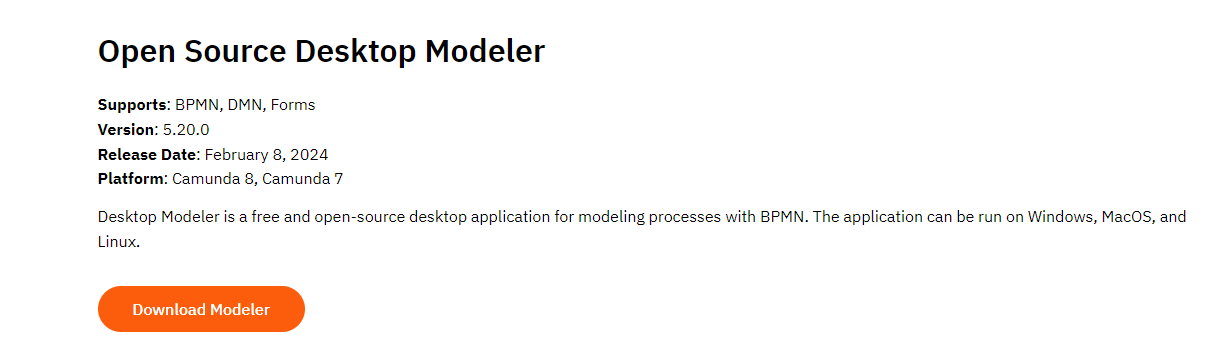 Open Source Desktop Modeler
Supports: BPMN, DMN, Forms
Version: 5.20.0
Release Date: February 8, 2024
Platform: Camunda 8, Camunda 7
Desktop Modeler is a free and open-source desktop application for modeling processes with BPMN. The application can be run on Windows, MacOS, and
Linux.
Download Modeler